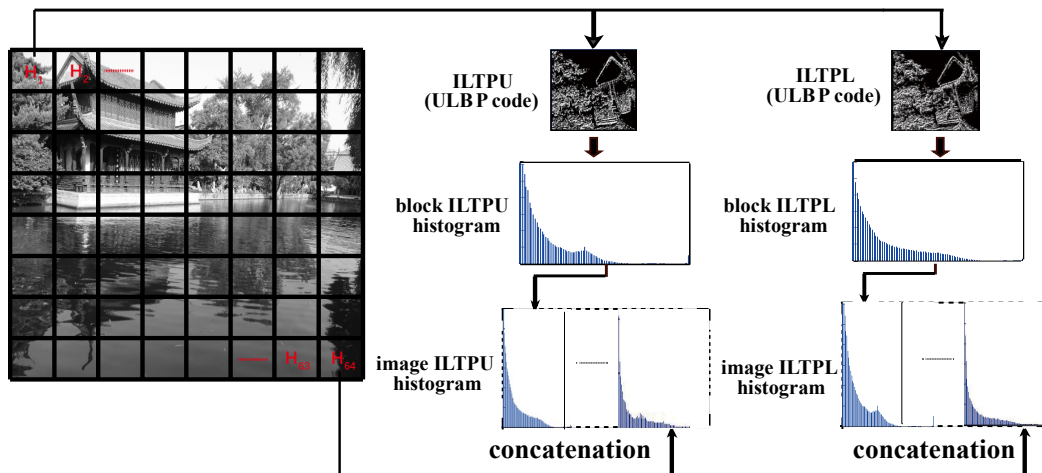 H1 H2
H63 H64
ILTPU
(ULBP code)
ILTPL
(ULBP code)
block ILTPU
histogram
block ILTPL
histogram
image ILTPU
histogram
image ILTPL
histogram
concatenation
concatenation